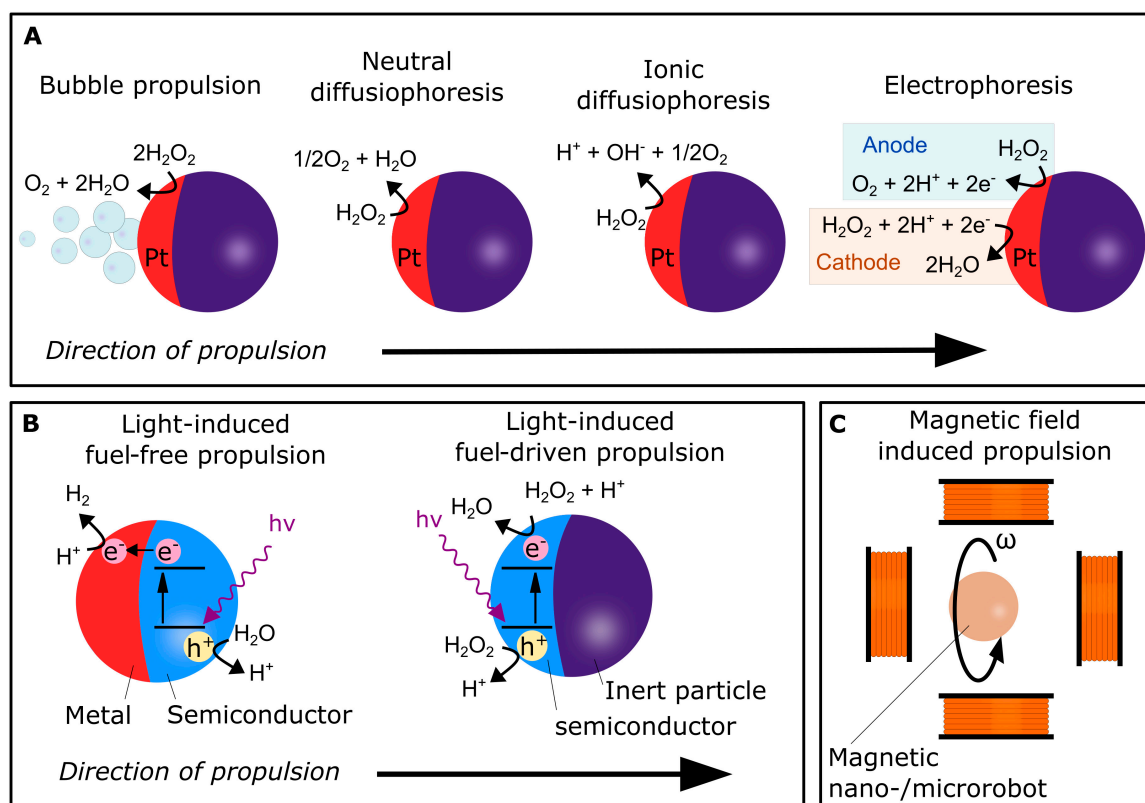 A
Bubble propulsion
2H₂O₂
O₂ + 2H₂O
Pt
Neutral
diffusiophoresis
1/2O₂ + H₂O
H₂O₂
Pt
Ionic
diffusiophoresis
H⁺ + OH⁻ + 1/2O₂
H₂O₂
Pt
Electrophoresis
Anode
H₂O₂
O₂ + 2H⁺ + 2e⁻
H₂O₂ + 2H⁺ + 2e⁻
Cathode
2H₂O
Pt
Direction of propulsion
B
Light-induced
fuel-free propulsion
H₂
hν
H⁺
e⁻
e⁻
h⁺
H₂O
H⁺
Metal
Semiconductor
Light-induced
fuel-driven propulsion
H₂O
H₂O₂ + H⁺
hν
e⁻
H₂O₂
h⁺
H⁺
Inert particle
semiconductor
Direction of propulsion
C
Magnetic field
induced propulsion
ω
Magnetic
nano-/microrobot